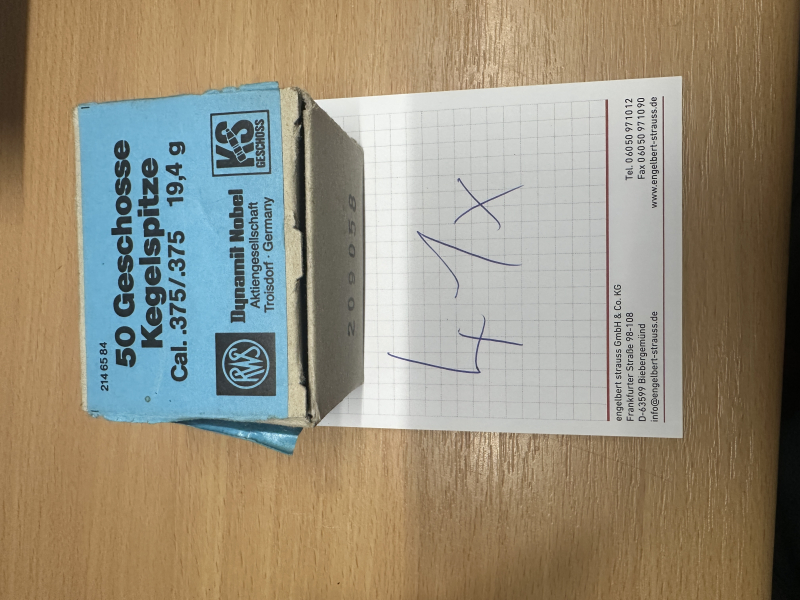 214 65 84
50 Geschosse
Kegelspitze
Cal. .375/.375 19,4 g
RWS
Dynamit Nobel
Aktiengesellschaft
Troisdorf · Germany
KS
GESCHOSS
209058
41x
engelbert strauss GmbH & Co. KG
Frankfurter Straße 98-108
D-63599 Biebergemünd
info@engelbert-strauss.de
Tel. 0 60 50 97 10 12
Fax 0 60 50 97 10 90
www.engelbert-strauss.de